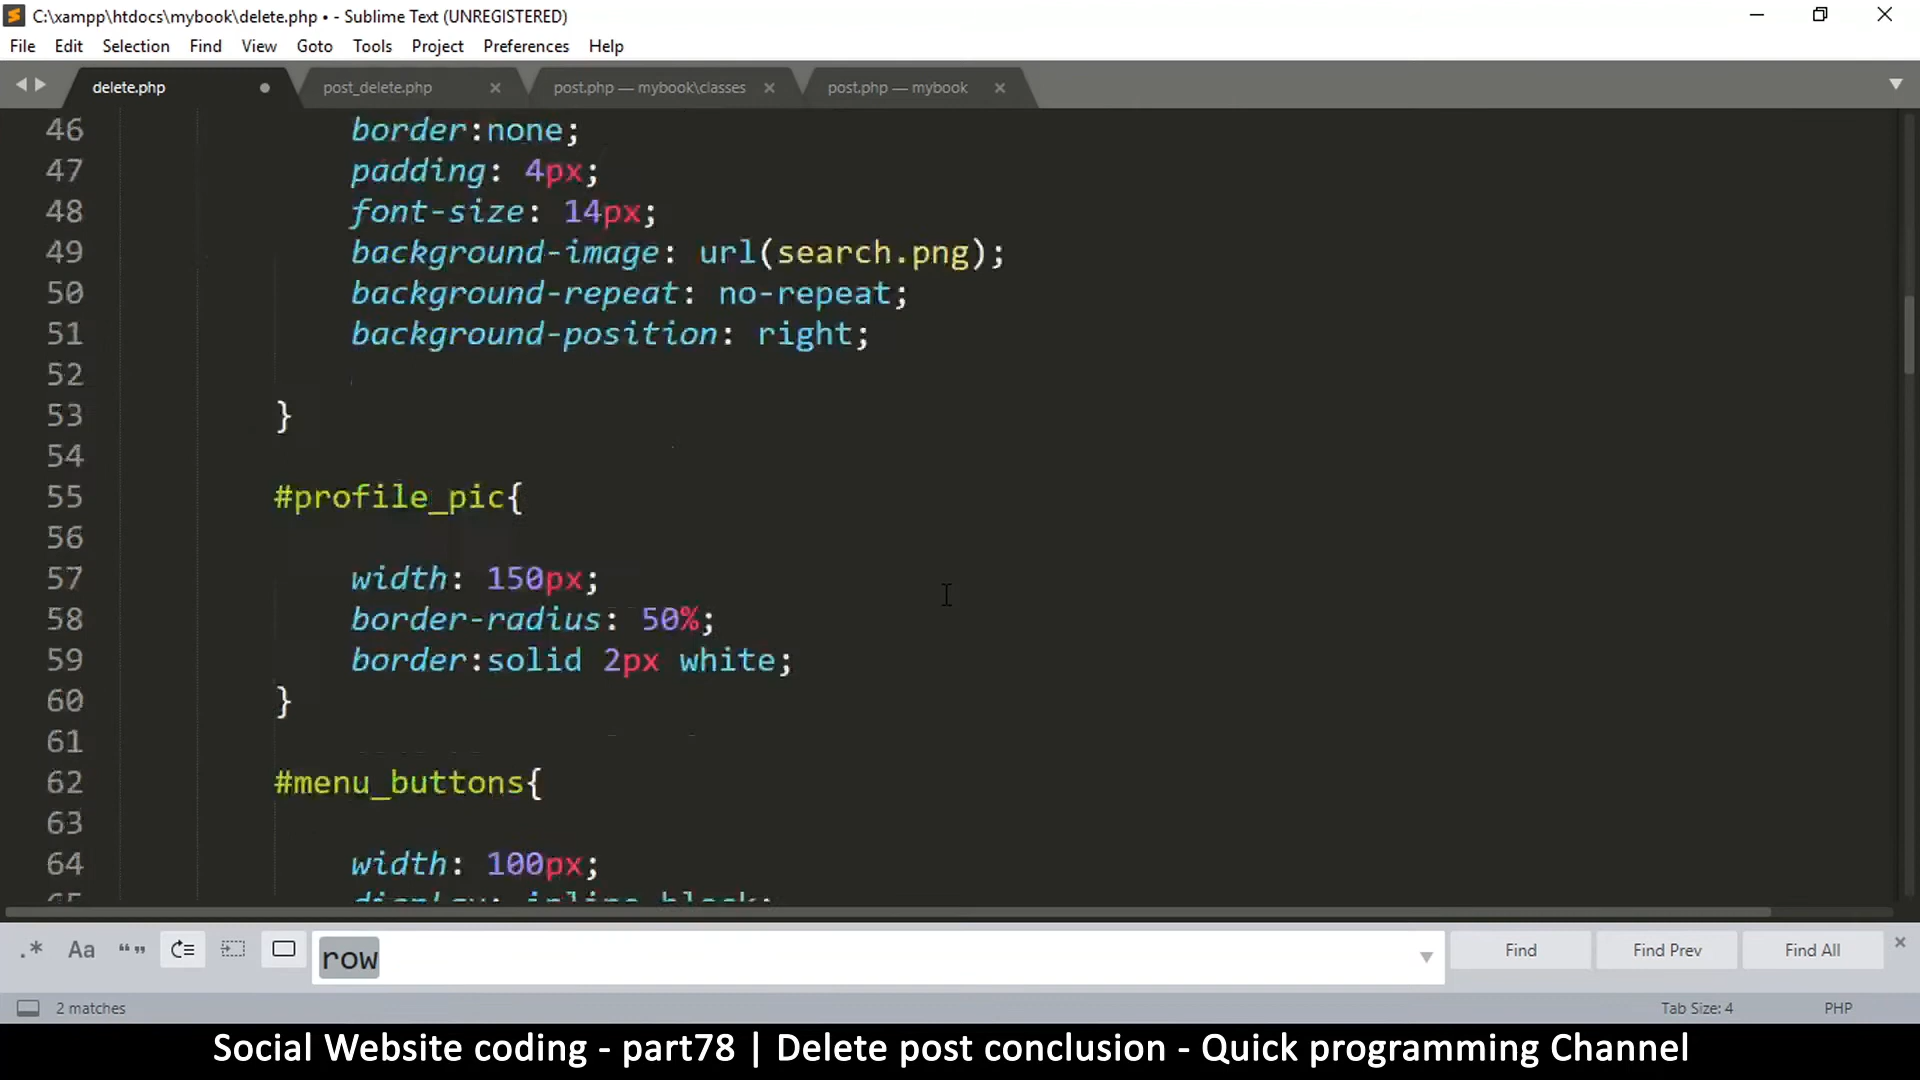 C:\xampp\htdocs\mybook\delete.php • - Sublime Text (UNREGISTERED)
File Edit Selection Find View Goto Tools Project Preferences Help
delete.php post_delete.php post.php — mybook\classes post.php — mybook
46 border:none;
47 padding: 4px;
48 font-size: 14px;
49 background-image: url(search.png);
50 background-repeat: no-repeat;
51 background-position: right;
52
53 }
54
55 #profile_pic{
56
57 width: 150px;
58 border-radius: 50%;
59 border:solid 2px white;
60 }
61
62 #menu_buttons{
63
64 width: 100px;
65 display: inline-block;
.* Aa “” row Find Find Prev Find All
2 matches Tab Size: 4 PHP
Social Website coding - part78 | Delete post conclusion - Quick programming Channel